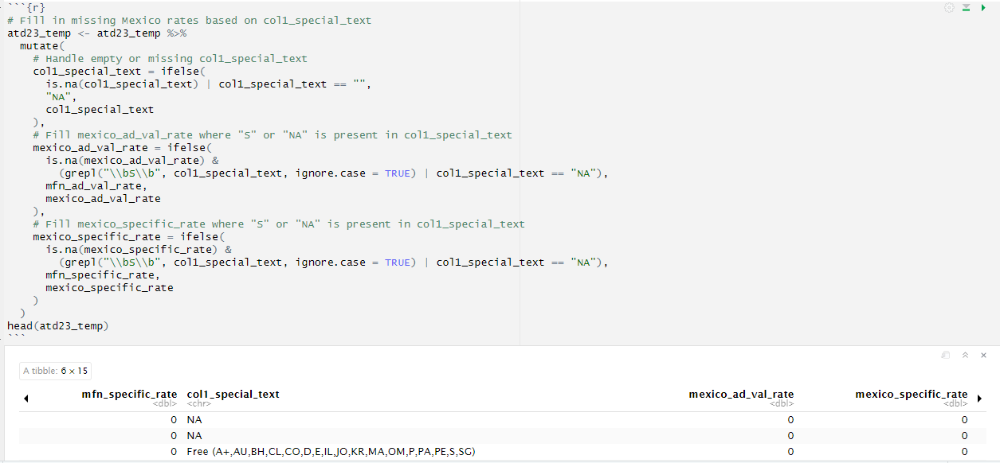 ```{r}
# Fill in missing Mexico rates based on col1_special_text
atd23_temp <- atd23_temp %>%
  mutate(
    # Handle empty or missing col1_special_text
    col1_special_text = ifelse(
      is.na(col1_special_text) | col1_special_text == "",
      "NA",
      col1_special_text
    ),
    # Fill mexico_ad_val_rate where "S" or "NA" is present in col1_special_text
    mexico_ad_val_rate = ifelse(
      is.na(mexico_ad_val_rate) &
        (grepl("\\bS\\b", col1_special_text, ignore.case = TRUE) | col1_special_text == "NA"),
      mfn_ad_val_rate,
      mexico_ad_val_rate
    ),
    # Fill mexico_specific_rate where "S" or "NA" is present in col1_special_text
    mexico_specific_rate = ifelse(
      is.na(mexico_specific_rate) &
        (grepl("\\bS\\b", col1_special_text, ignore.case = TRUE) | col1_special_text == "NA"),
      mfn_specific_rate,
      mexico_specific_rate
    )
  )
head(atd23_temp)
```
A tibble: 6 × 15
mfn_specific_rate col1_special_text mexico_ad_val_rate mexico_specific_rate
<dbl> <chr> <dbl> <dbl>
0 NA 0 0
0 NA 0 0
0 Free (A+,AU,BH,CL,CO,D,E,IL,JO,KR,MA,OM,P,PA,PE,S,SG) 0 0